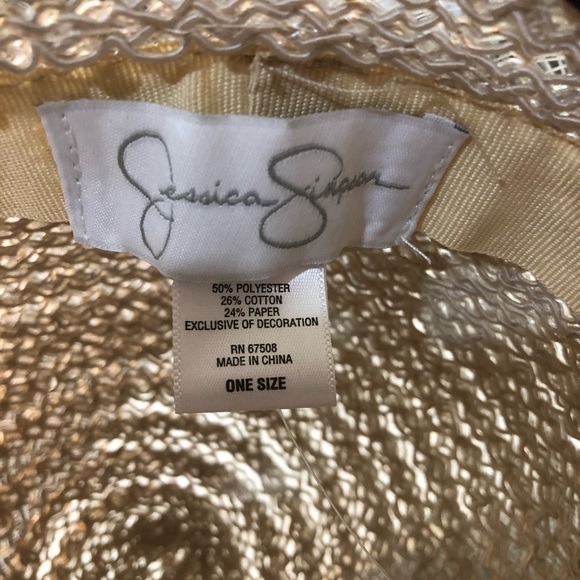 Jessica Simpson
50% POLYESTER
26% COTTON
24% PAPER
EXCLUSIVE OF DECORATION
RN 67508
MADE IN CHINA
ONE SIZE